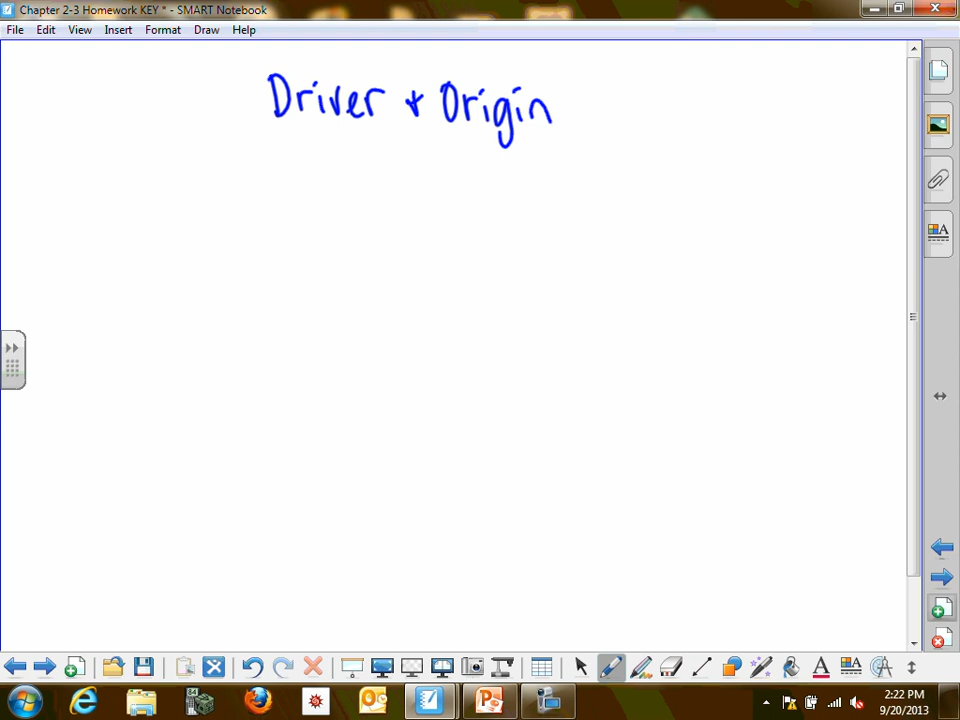 Chapter 2-3 Homework KEY * - SMART Notebook
File Edit View Insert Format Draw Help
Driver + Origin
2:22 PM
9/20/2013